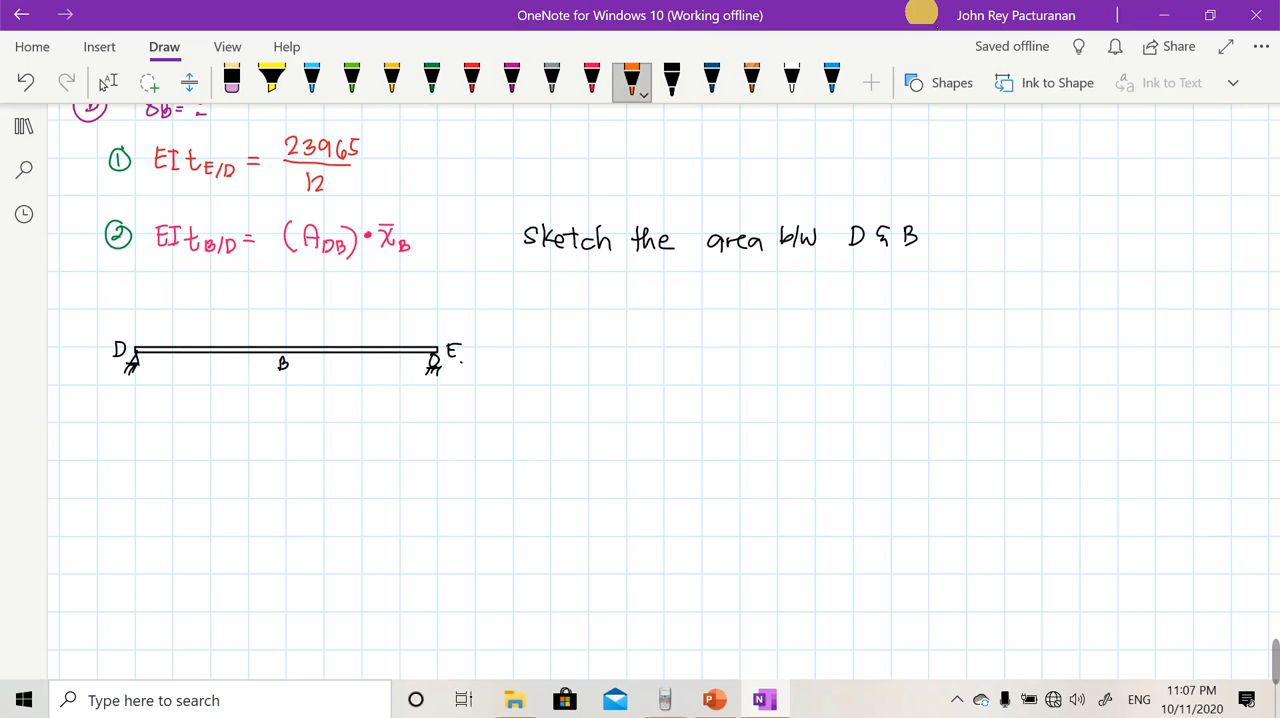 OneNote for Windows 10 (Working offline)
John Rey Pacturanan
Home Insert Draw View Help
Saved offline
Share
Shapes
Ink to Shape
Ink to Text
δB = ?
① EI t E/D = 23965 / 12
② EI t B/D = (A DB) • x̄ B
Sketch the area b/w D & B
D B E
Type here to search
ENG
11:07 PM
10/11/2020